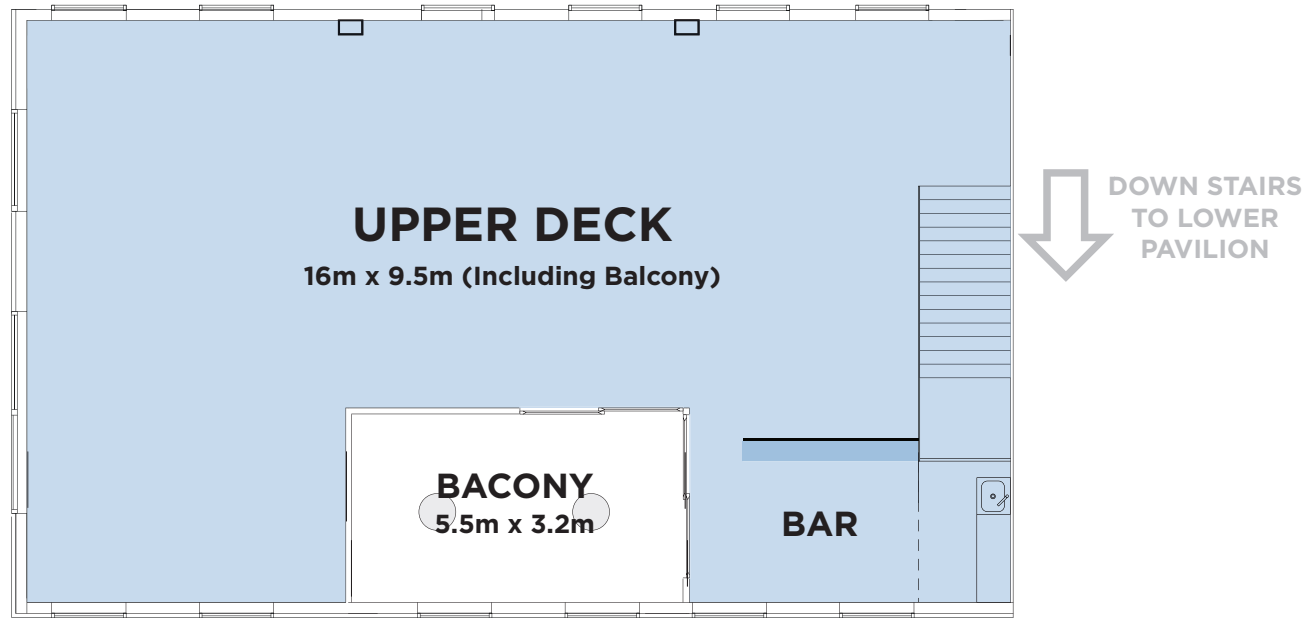 UPPER DECK
16m x 9.5m (Including Balcony)
DOWN STAIRS
TO LOWER
PAVILION
BACONY
5.5m x 3.2m
BAR